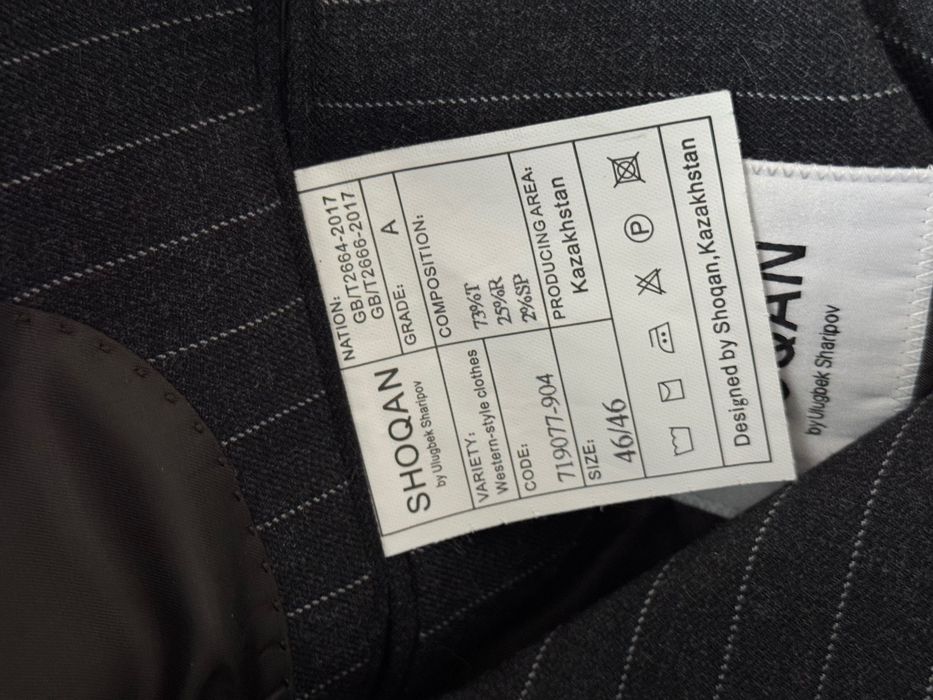 SHOQAN
by Ulugbek Sharipov
NATION:
GB/T2664-2017
GB/T2666-2017
GRADE: A
VARIETY:
Western-style clothes
COMPOSITION:
73%T
25%R
2%SP
CODE:
719077-904
PRODUCING AREA:
Kazakhstan
SIZE:
46/46
P
Designed by Shoqan,Kazakhstan
QAN
by Ulugbek Sharipov